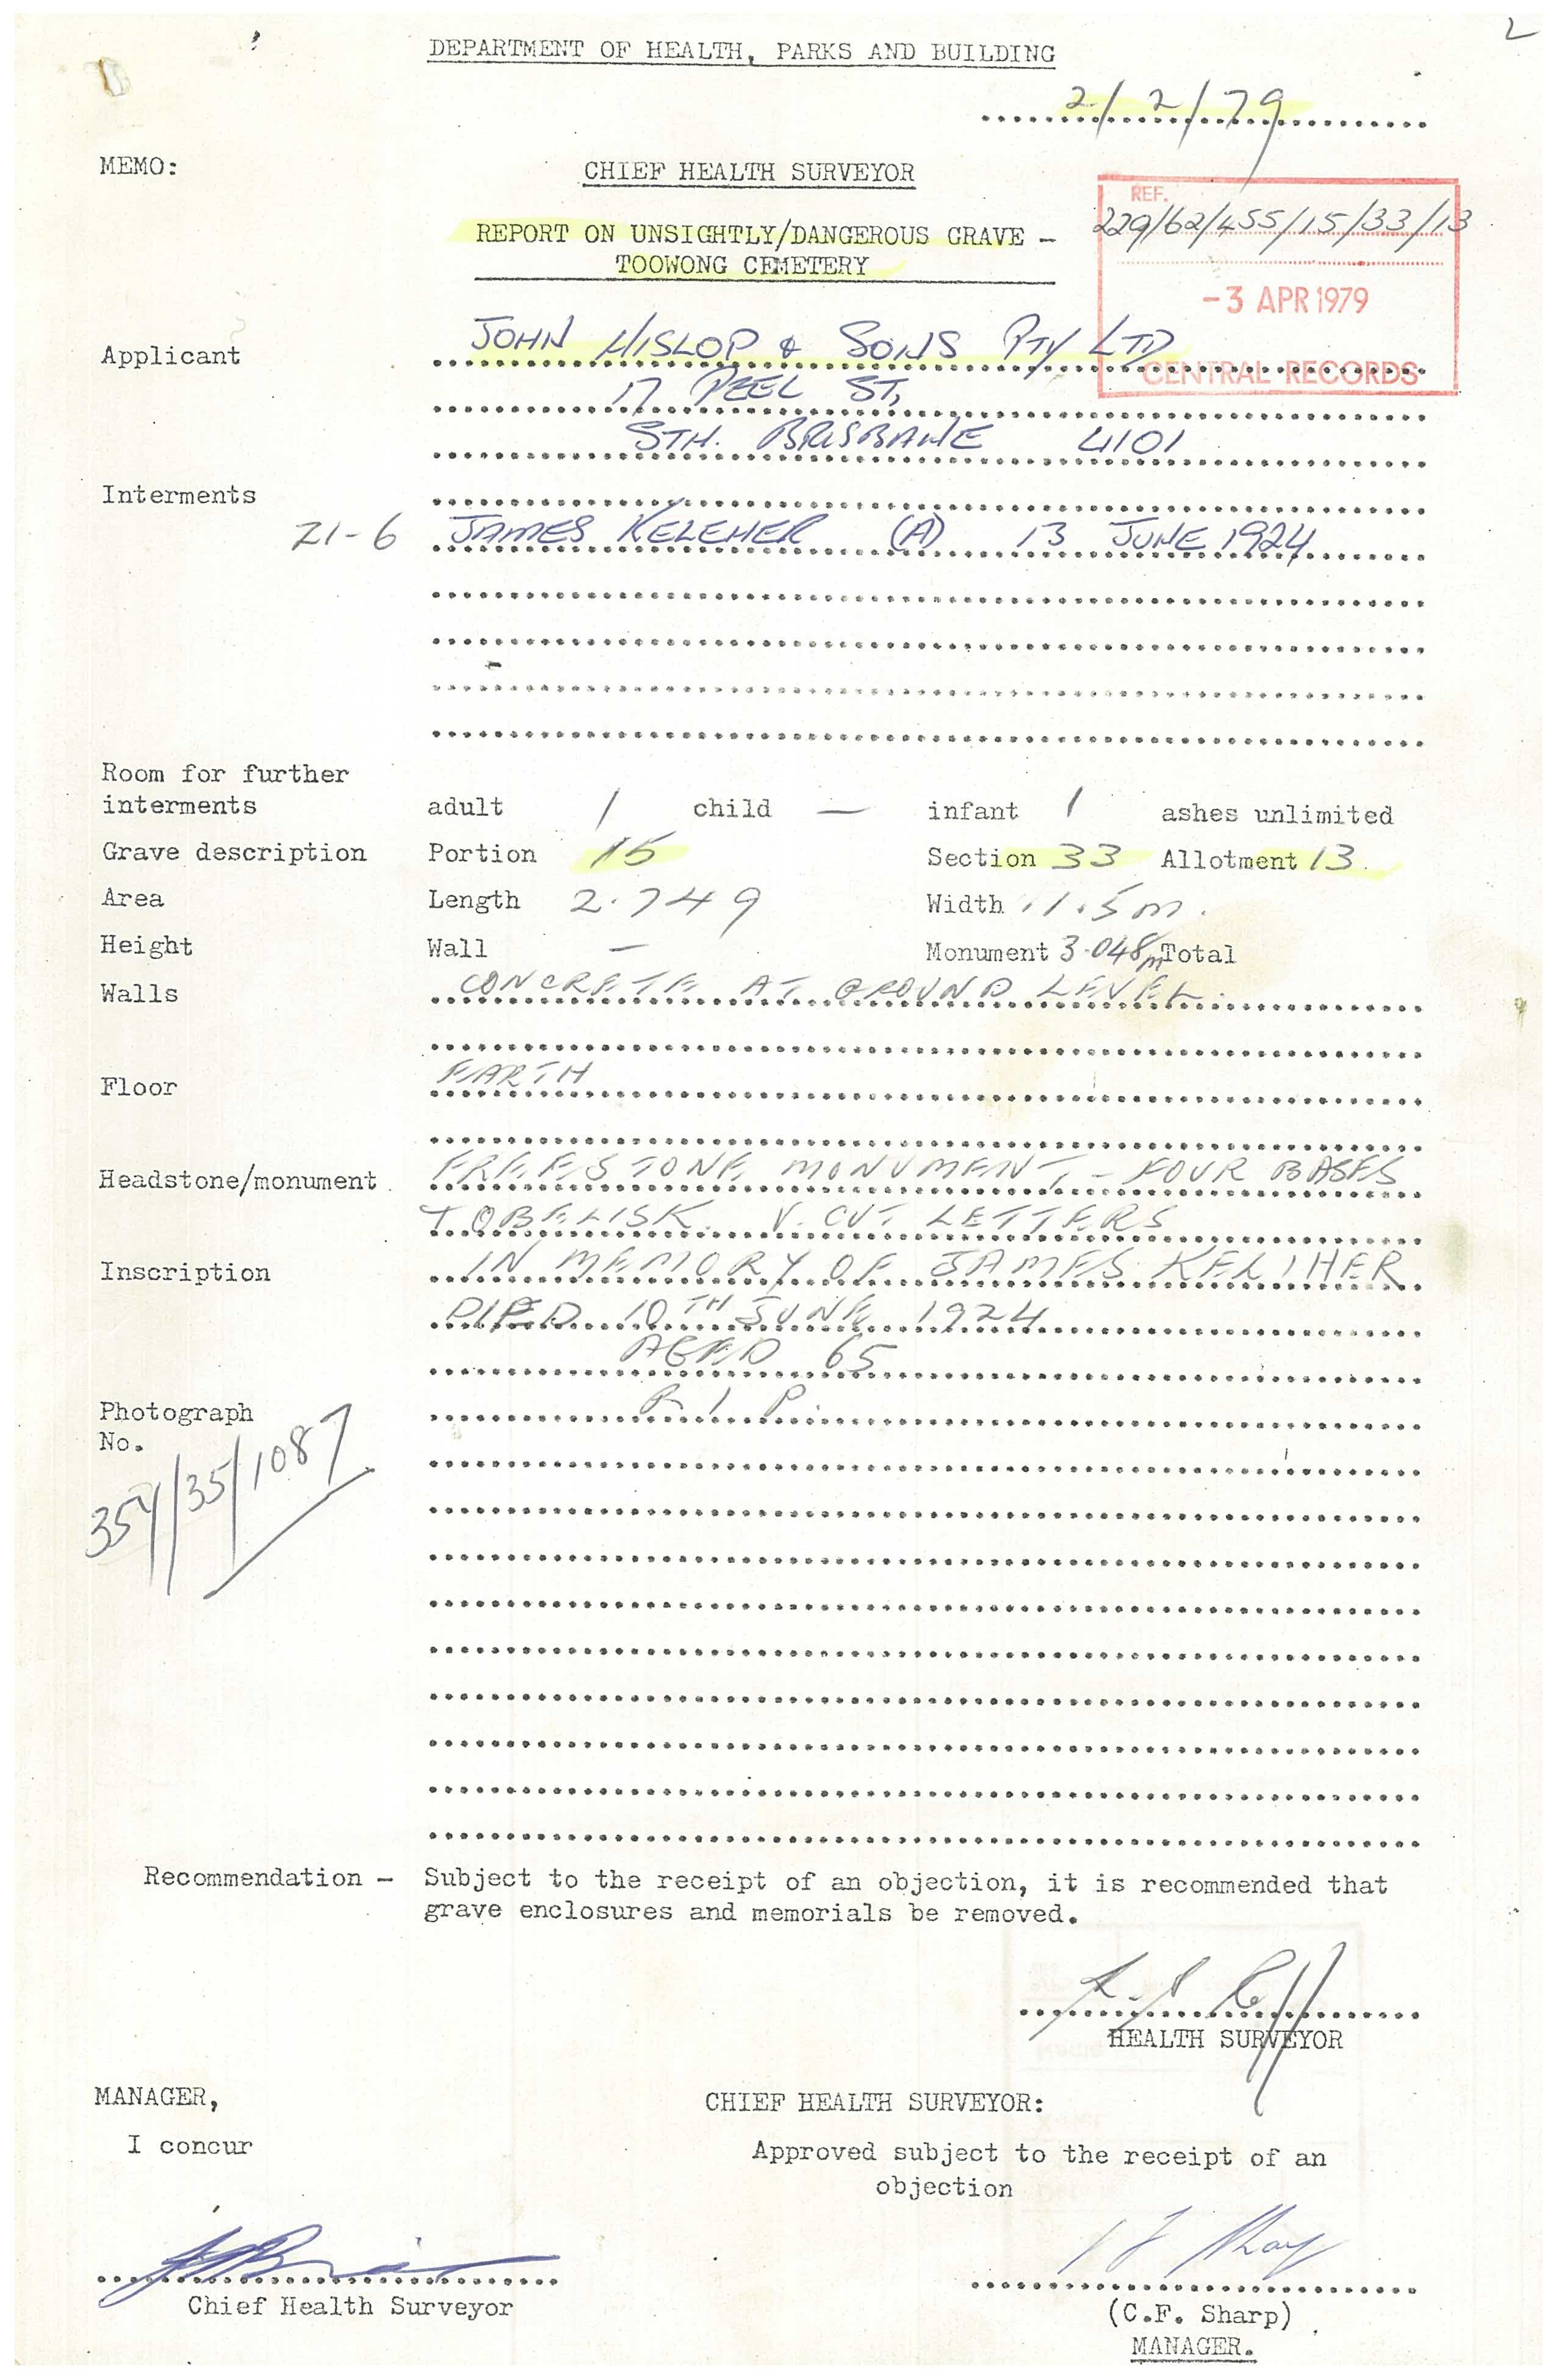 DEPARTMENT OF HEALTH, PARKS AND BUILDING
2/2/79
MEMO:
CHIEF HEALTH SURVEYOR
REPORT ON UNSIGHTLY/DANGEROUS GRAVE -
TOOWONG CEMETERY
REF.
229/62/455/15/33/13
-3 APR 1979
CENTRAL RECORDS
Applicant JOHN HISLOP & SONS PTY LTD
17 PEEL ST,
STH. BRISBANE 4101
Interments
21-6 JAMES KELEHER (A) 13 JUNE 1924
Room for further
interments adult 1 child — infant 1 ashes unlimited
Grave description Portion 15 Section 33 Allotment 13.
Area Length 2.749 Width 1.5m.
Height Wall — Monument 3.048m Total
Walls CONCRETE AT GROUND LEVEL.
Floor EARTH
Headstone/monument FREESTONE MONUMENT - FOUR BASES
+ OBELISK. V. CUT LETTERS
Inscription IN MEMORY OF JAMES KELIHER
DIED 10TH JUNE 1924
AGED 65
R.I.P.
Photograph
No.
354/35/1087
Recommendation - Subject to the receipt of an objection, it is recommended that
grave enclosures and memorials be removed.
HEALTH SURVEYOR
MANAGER,
I concur
Chief Health Surveyor
CHIEF HEALTH SURVEYOR:
Approved subject to the receipt of an
objection
(C.F. Sharp)
MANAGER.